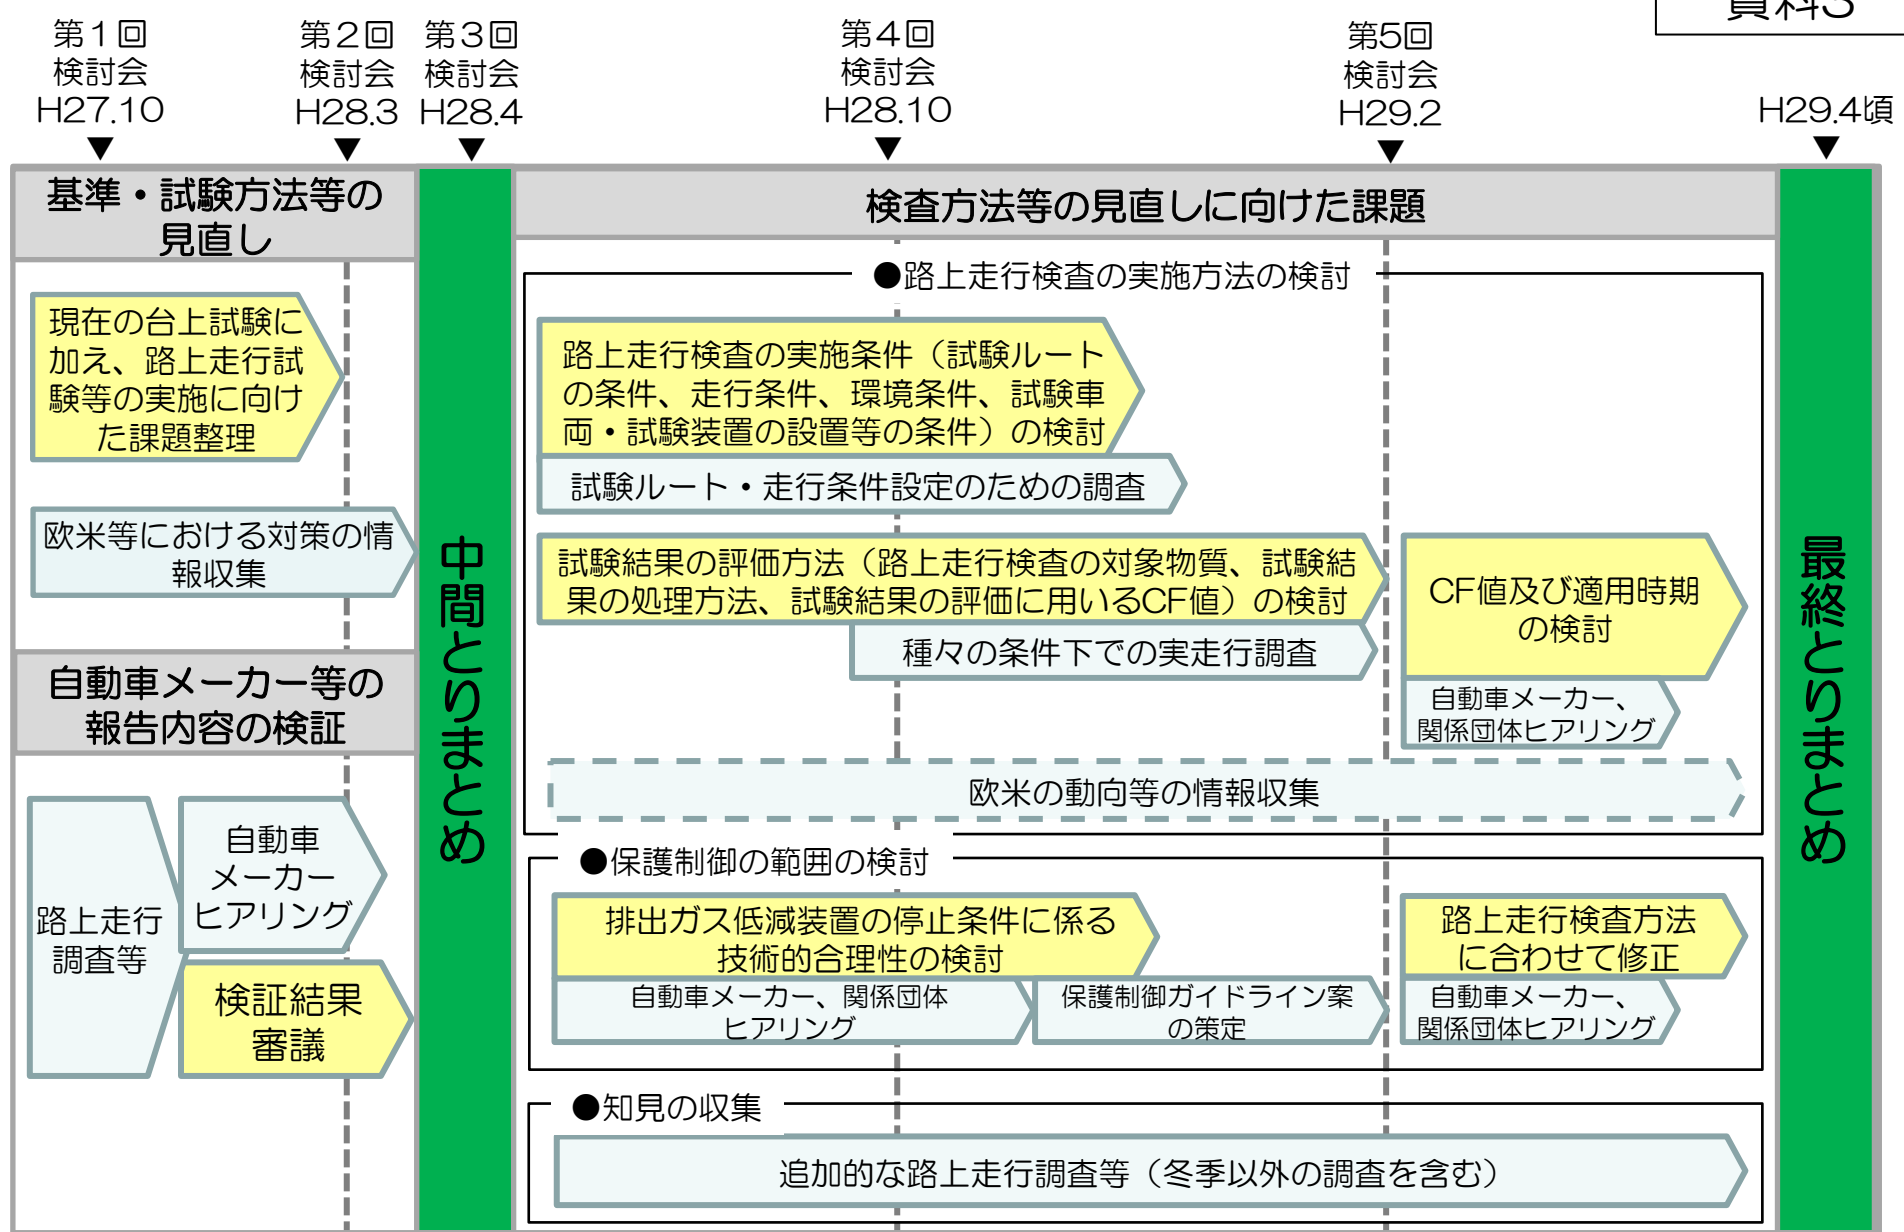 資料3
第1回
検討会
H27.10
第2回
検討会
H28.3
第3回
検討会
H28.4
第4回
検討会
H28.10
第5回
検討会
H29.2
H29.4頃
基準・試験方法等の
見直し
現在の台上試験に
加え、路上走行試
験等の実施に向け
た課題整理
欧米等における対策の情
報収集
自動車メーカー等の
報告内容の検証
路上走行
調査等
自動車
メーカー
ヒアリング
検証結果
審議
中間とりまとめ
検査方法等の見直しに向けた課題
●路上走行検査の実施方法の検討
路上走行検査の実施条件（試験ルート
の条件、走行条件、環境条件、試験車
両・試験装置の設置等の条件）の検討
試験ルート・走行条件設定のための調査
試験結果の評価方法（路上走行検査の対象物質、試験結
果の処理方法、試験結果の評価に用いるCF値）の検討
種々の条件下での実走行調査
CF値及び適用時期
の検討
自動車メーカー、
関係団体ヒアリング
欧米の動向等の情報収集
●保護制御の範囲の検討
排出ガス低減装置の停止条件に係る
技術的合理性の検討
自動車メーカー、関係団体
ヒアリング
保護制御ガイドライン案
の策定
路上走行検査方法
に合わせて修正
自動車メーカー、
関係団体ヒアリング
●知見の収集
追加的な路上走行調査等（冬季以外の調査を含む）
最終とりまとめ